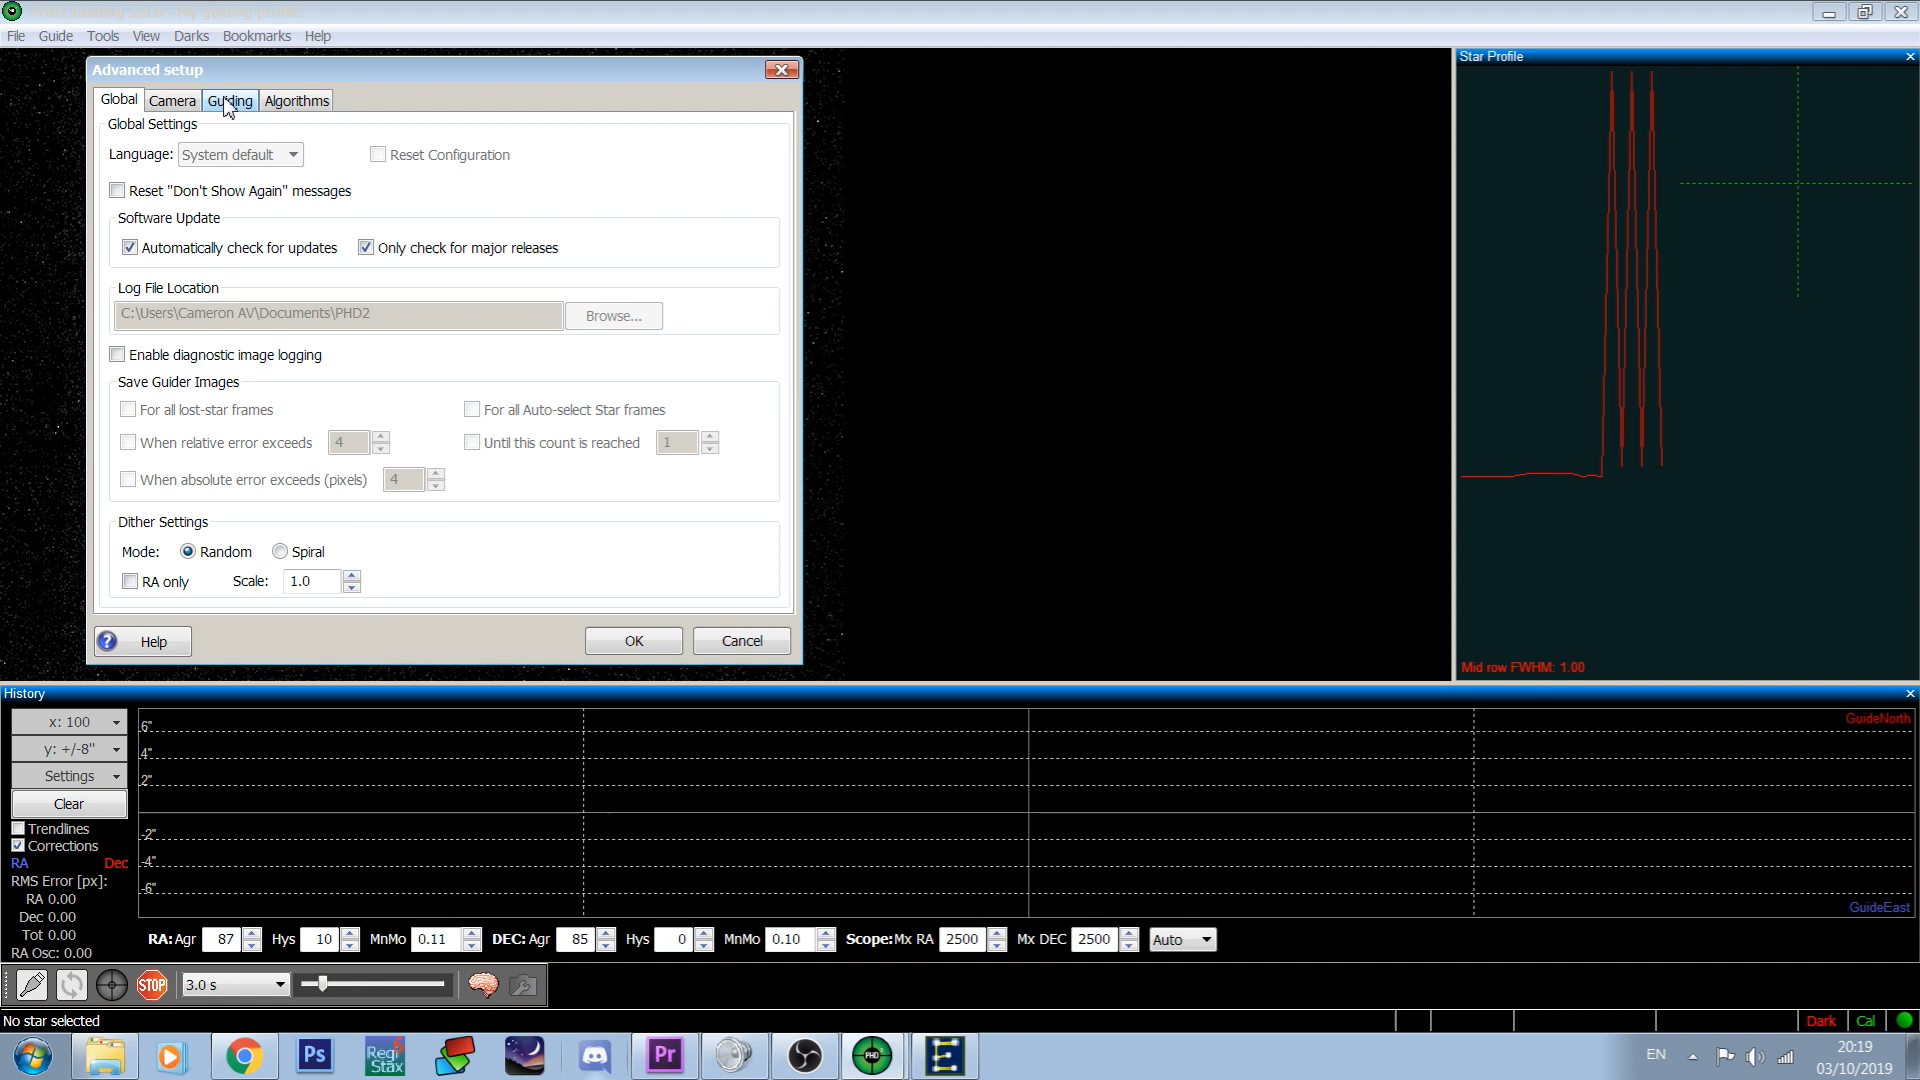 File Guide Tools View Darks Bookmarks Help
Advanced setup
Global Camera Guiding Algorithms
Global Settings
Language: System default Reset Configuration
Reset "Don't Show Again" messages
Software Update
Automatically check for updates Only check for major releases
Log File Location
C:\Users\Cameron AV\Documents\PHD2 Browse...
Enable diagnostic image logging
Save Guider Images
For all lost-star frames For all Auto-select Star frames
When relative error exceeds 4 Until this count is reached 1
When absolute error exceeds (pixels) 4
Dither Settings
Mode: Random Spiral
RA only Scale: 1.0
Help OK Cancel
Star Profile
Mid row FWHM: 1.00
History
x: 100
y: +/-8"
Settings
Clear
Trendlines
Corrections
RA Dec
RMS Error [px]:
RA 0.00
Dec 0.00
Tot 0.00
RA Osc: 0.00
6"
4"
2"
-2"
-4"
-6"
GuideNorth
GuideEast
RA: Agr 87 Hys 10 MnMo 0.11 DEC: Agr 85 Hys 0 MnMo 0.10 Scope: Mx RA 2500 Mx DEC 2500 Auto
STOP 3.0 s
No star selected Dark Cal
Ps Regi Stax 6 Pr PHD EN 20:19
03/10/2019